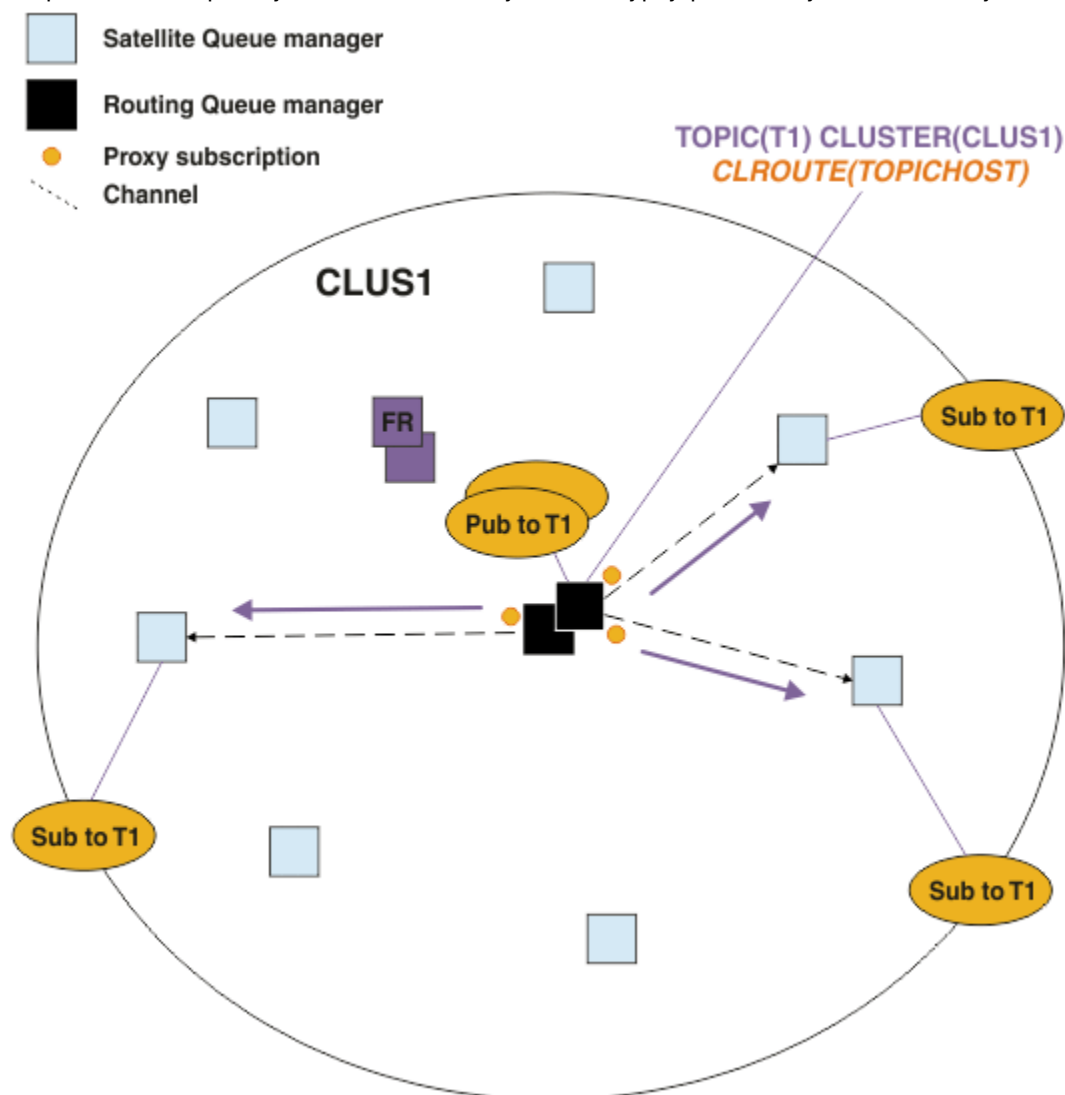 Satellite Queue manager
Routing Queue manager
Proxy subscription
Channel
TOPIC(T1) CLUSTER(CLUS1)
CLROUTE(TOPICHOST)
CLUS1
FR
Sub to T1
Pub to T1
Sub to T1
Sub to T1